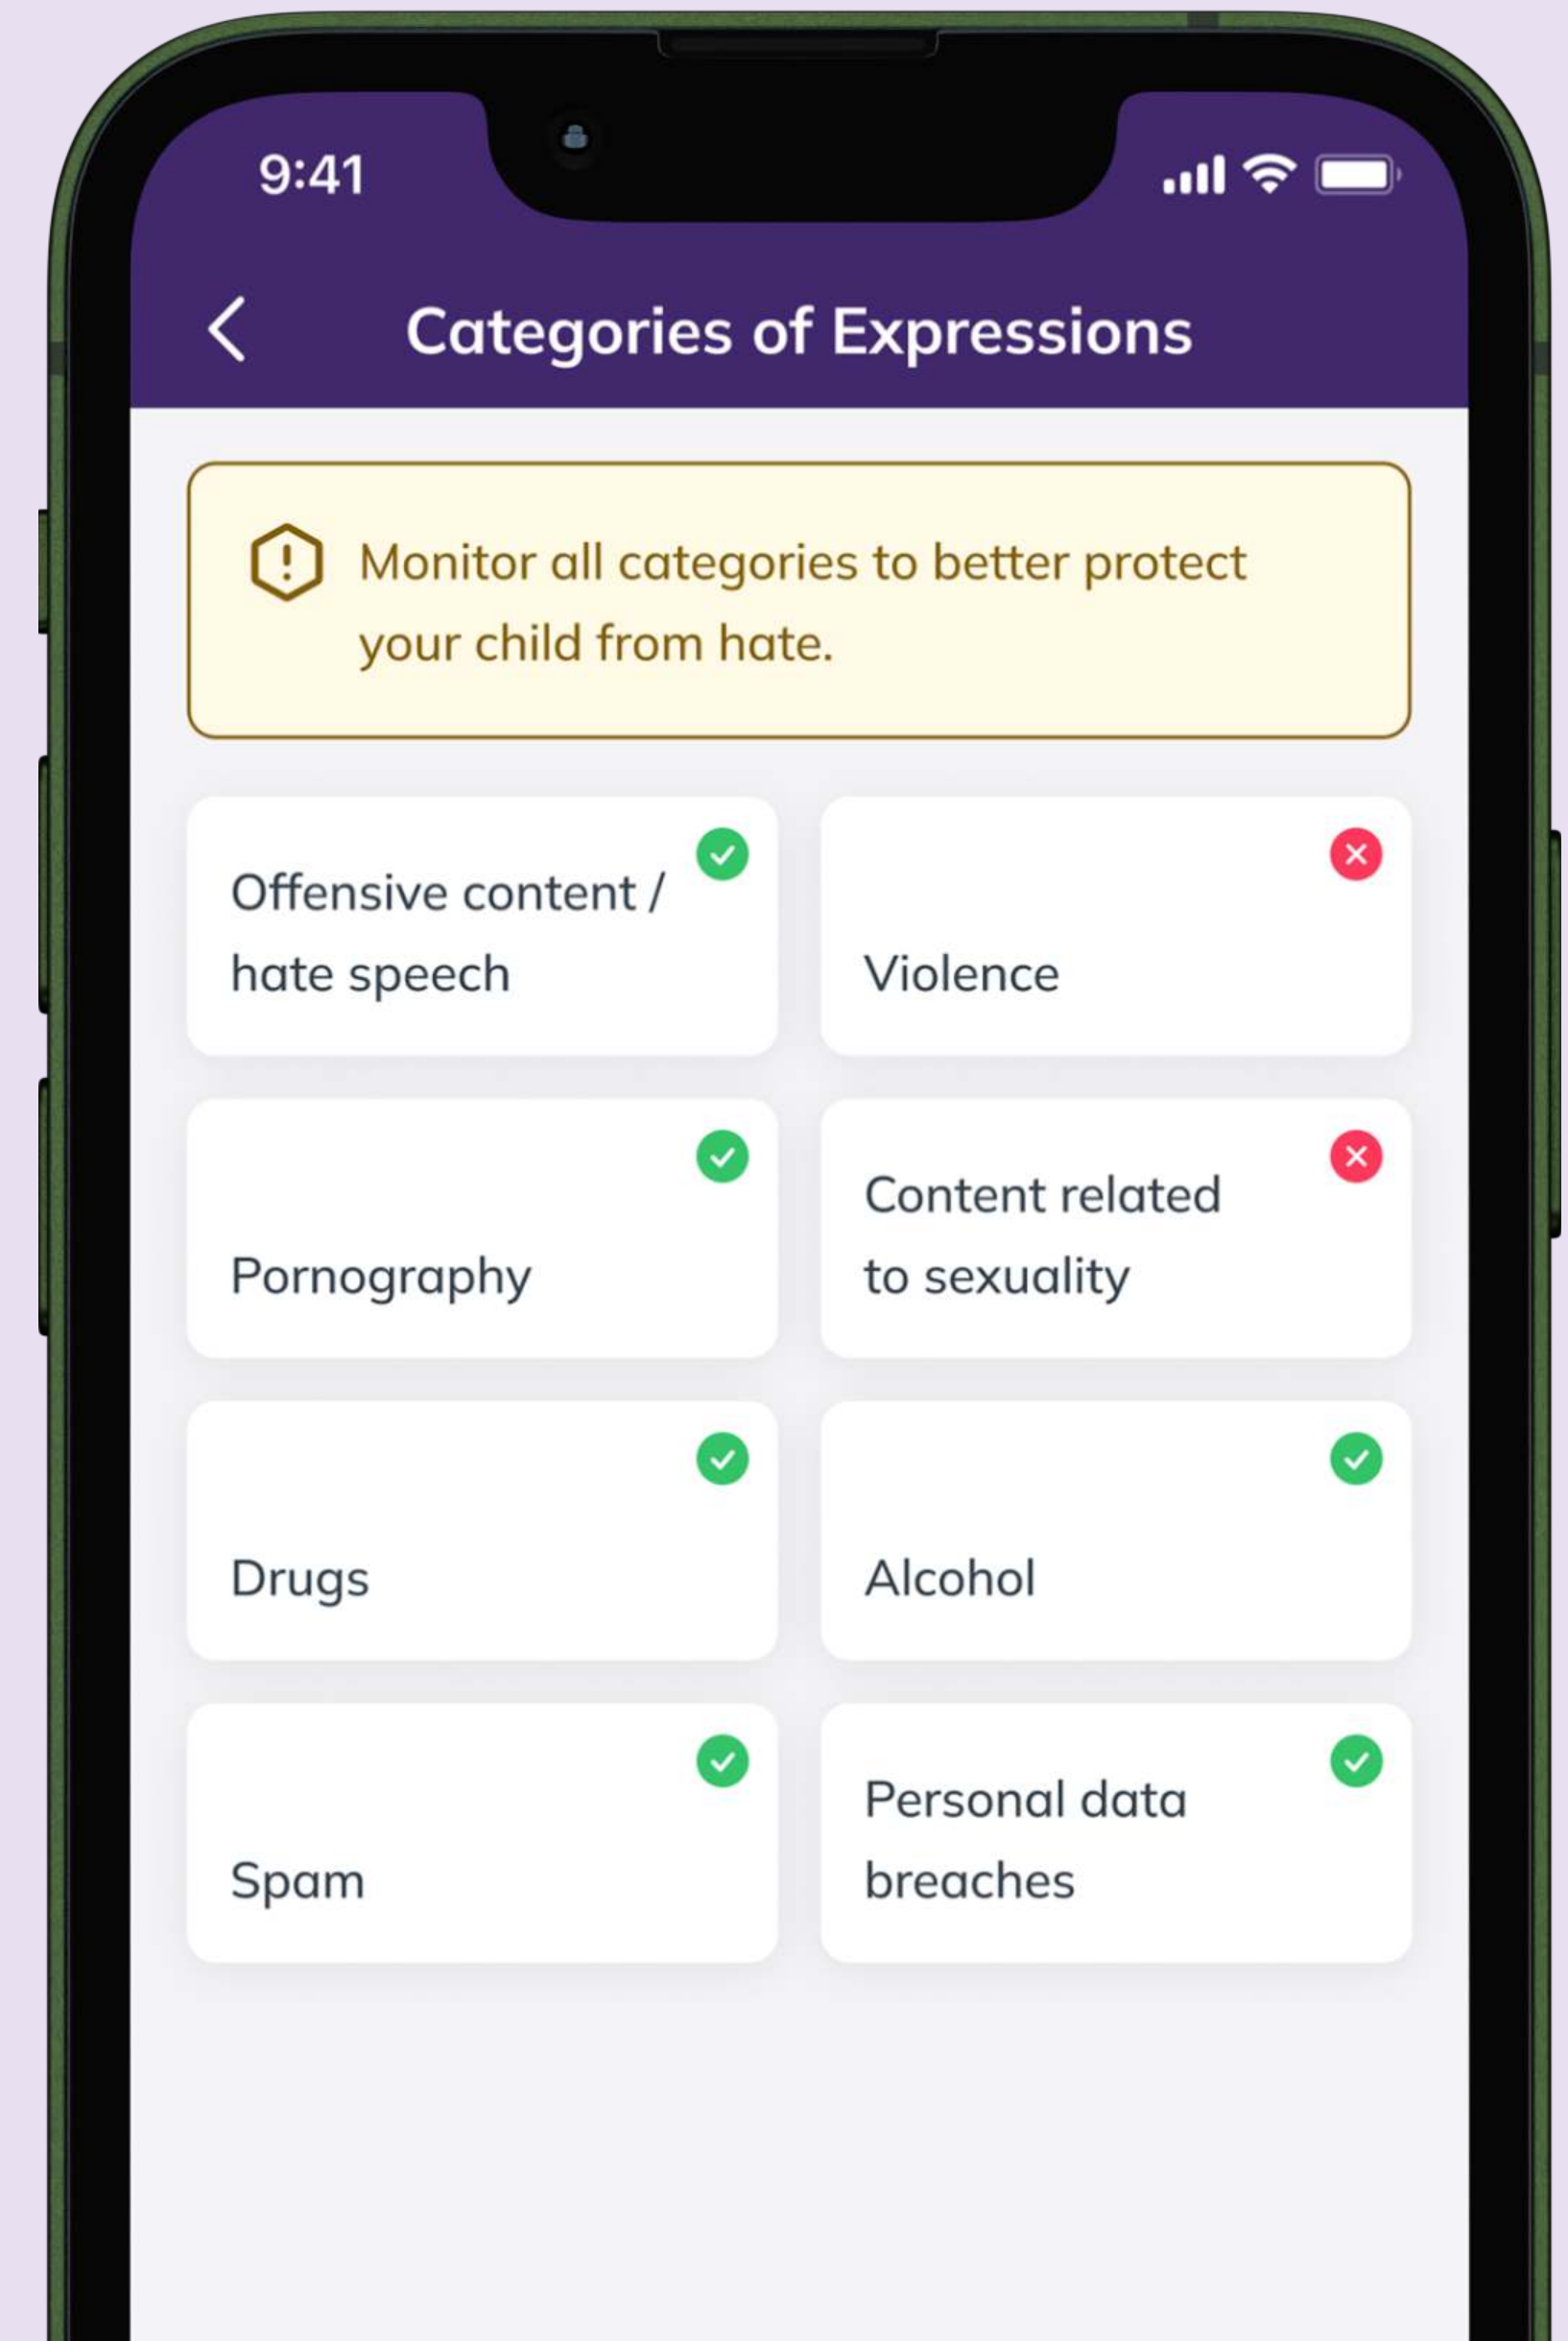 9:41
Categories of Expressions
Monitor all categories to better protect
your child from hate.
Offensive content /
hate speech
Violence
Pornography
Content related
to sexuality
Drugs
Alcohol
Spam
Personal data
breaches